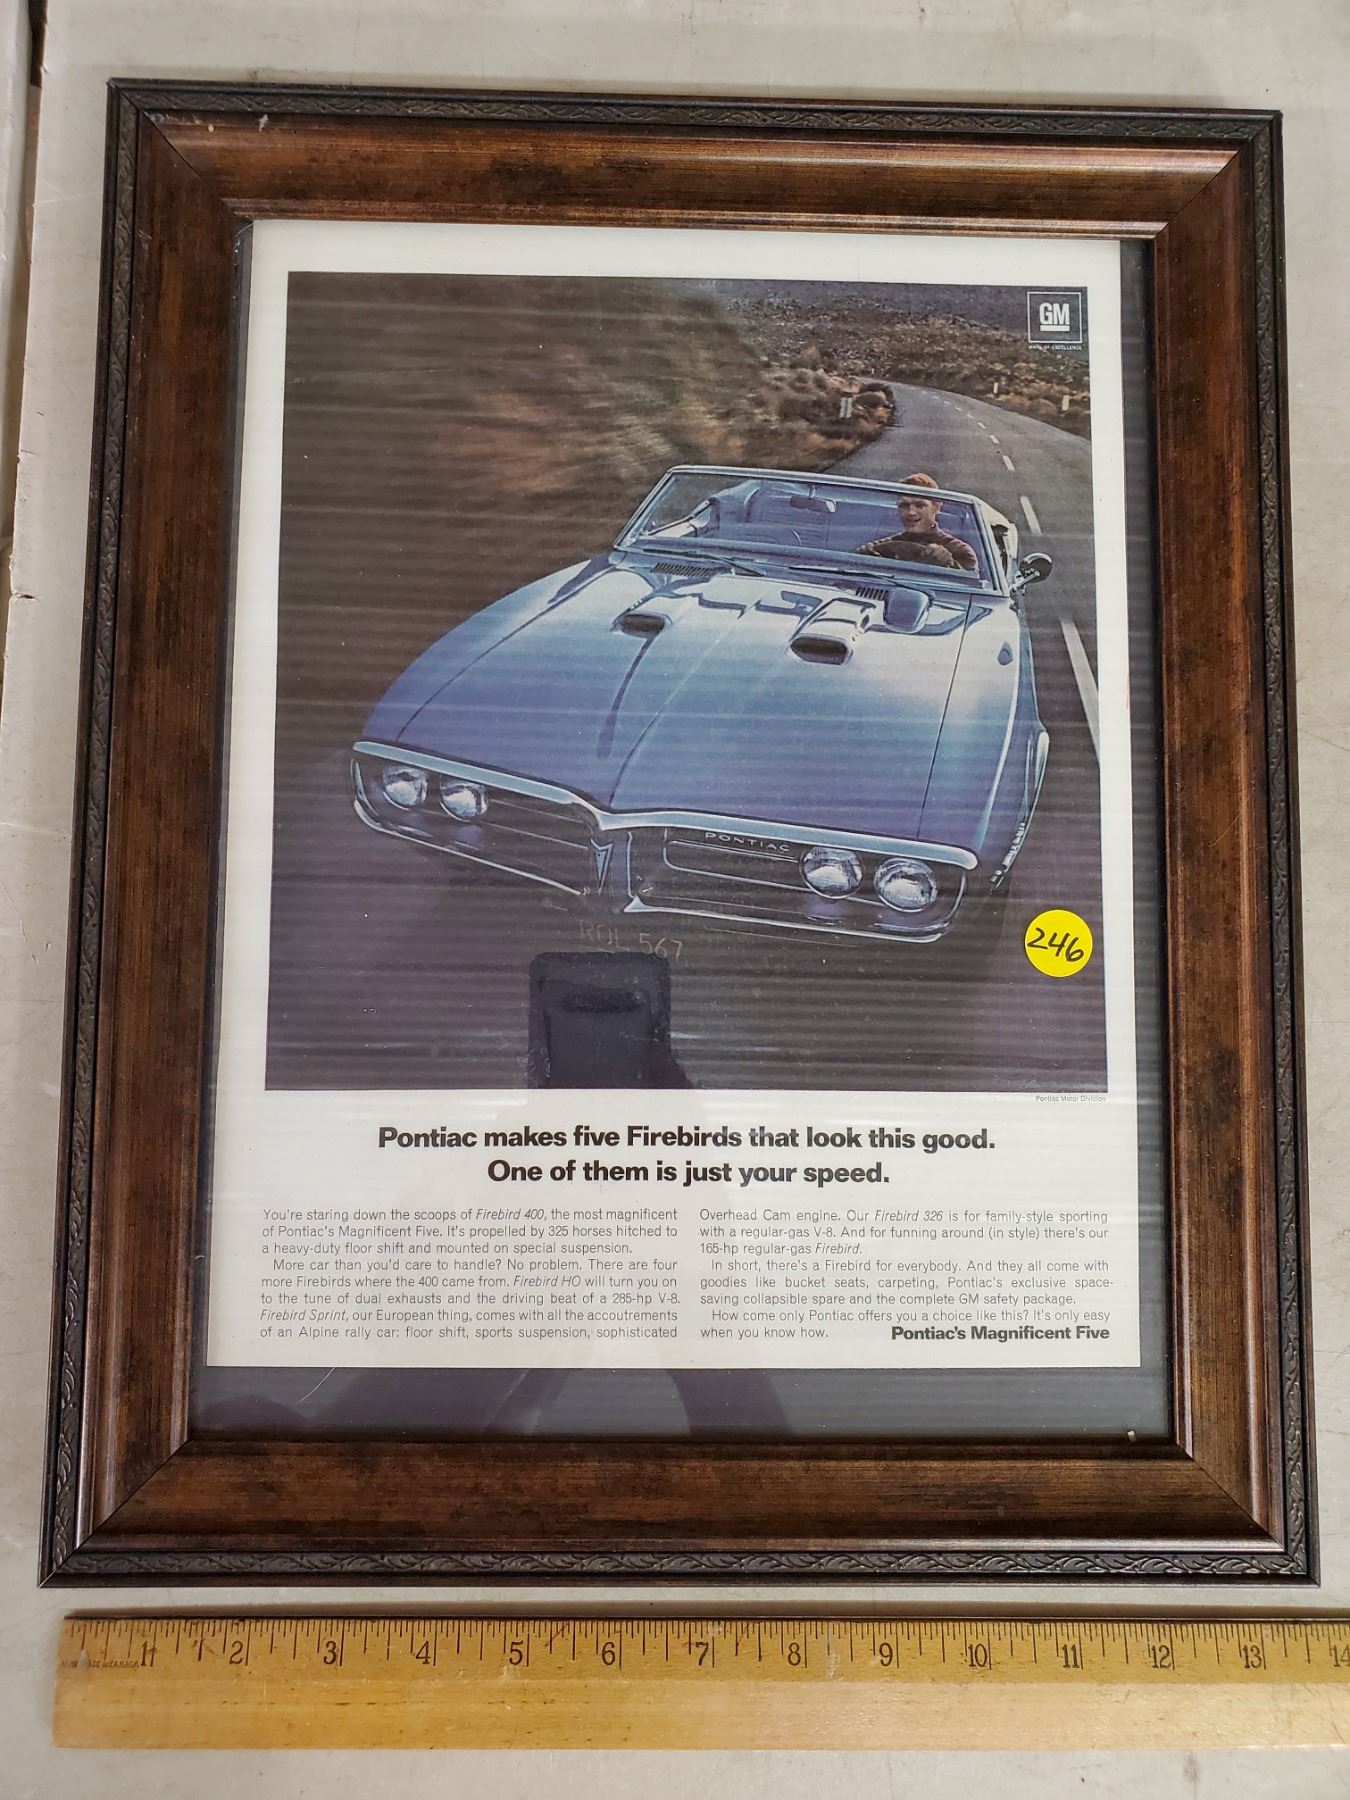 GM
MARK OF EXCELLENCE
PONTIAC
246
567
Pontiac Motor Division
Pontiac makes five Firebirds that look this good.
One of them is just your speed.
You're staring down the scoops of Firebird 400, the most magnificent
of Pontiac's Magnificent Five. It's propelled by 325 horses hitched to
a heavy-duty floor shift and mounted on special suspension.
More car than you'd care to handle? No problem. There are four
more Firebirds where the 400 came from. Firebird HO will turn you on
to the tune of dual exhausts and the driving beat of a 285-hp V-8.
Firebird Sprint, our European thing, comes with all the accoutrements
of an Alpine rally car: floor shift, sports suspension, sophisticated
Overhead Cam engine. Our Firebird 326 is for family-style sporting
with a regular-gas V-8. And for funning around (in style) there's our
165-hp regular-gas Firebird.
In short, there's a Firebird for everybody. And they all come with
goodies like bucket seats, carpeting, Pontiac's exclusive space-
saving collapsible spare and the complete GM safety package.
How come only Pontiac offers you a choice like this? It's only easy
when you know how. Pontiac's Magnificent Five
1 2 3 4 5 6 7 8 9 10 11 12 13 14